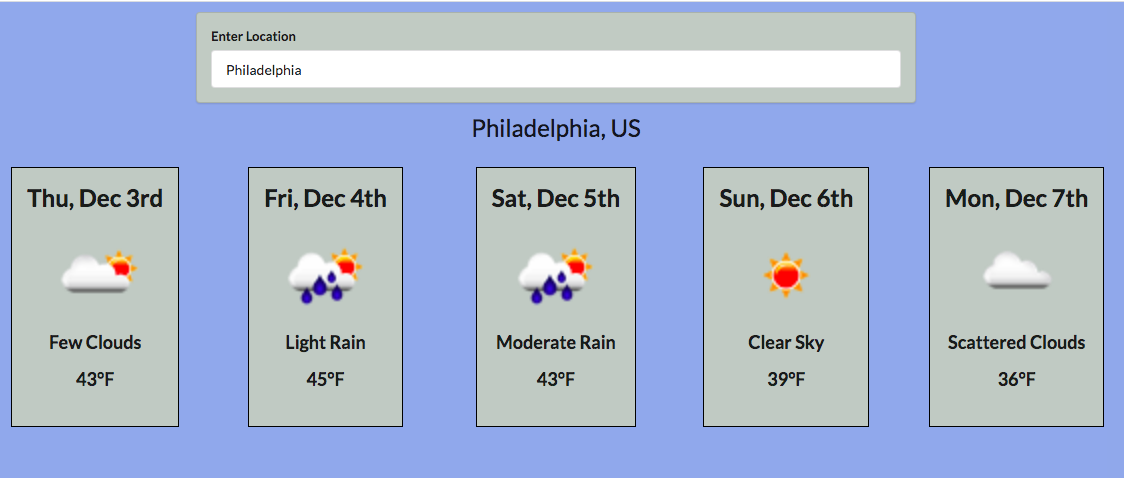 Enter Location
Philadelphia
Philadelphia, US
Thu, Dec 3rd
Few Clouds
43°F
Fri, Dec 4th
Light Rain
45°F
Sat, Dec 5th
Moderate Rain
43°F
Sun, Dec 6th
Clear Sky
39°F
Mon, Dec 7th
Scattered Clouds
36°F